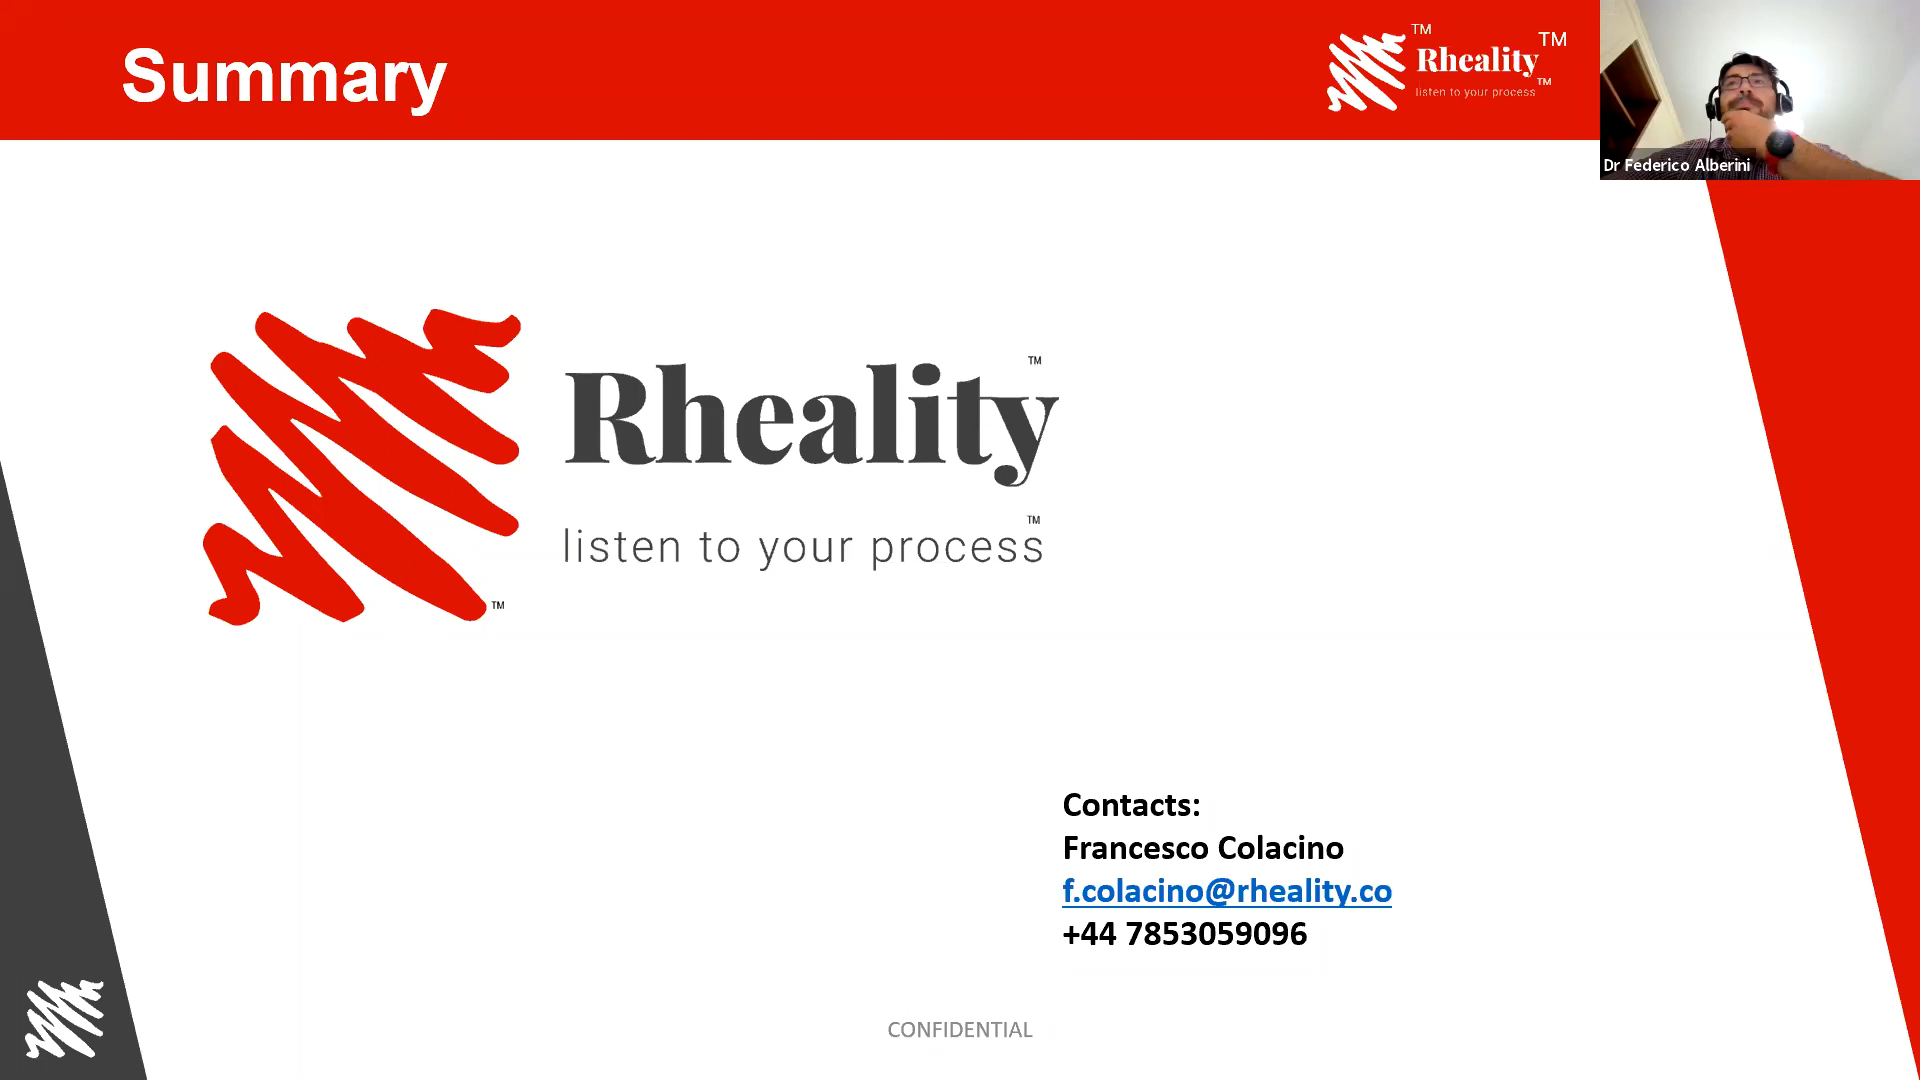 Summary
TM
Rheality TM
TM
listen to your process
Dr Federico Alberini
TM
Rheality
TM
listen to your process
TM
Contacts:
Francesco Colacino
f.colacino@rheality.co
+44 7853059096
CONFIDENTIAL